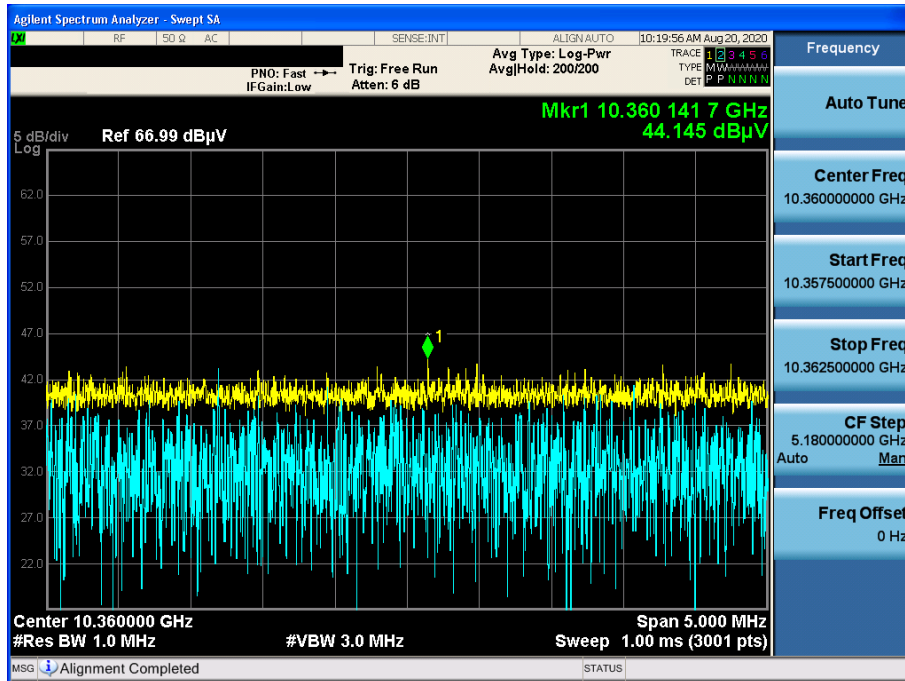 Agilent Spectrum Analyzer - Swept SA
LXI RF 50 Ω AC SENSE:INT ALIGNAUTO 10:19:56 AM Aug 20, 2020
PNO: Fast
IFGain:Low
Trig: Free Run
Atten: 6 dB
Avg Type: Log-Pwr
Avg|Hold: 200/200
TRACE 1 2 3 4 5 6
TYPE
DET P P N N N N
Mkr1 10.360 141 7 GHz
44.145 dBµV
5 dB/div
Log
Ref 66.99 dBµV
62.0
57.0
52.0
47.0
42.0
37.0
32.0
27.0
22.0
1
Center 10.360000 GHz
Span 5.000 MHz
#Res BW 1.0 MHz
#VBW 3.0 MHz
Sweep 1.00 ms (3001 pts)
MSG Alignment Completed
STATUS
Frequency
Auto Tune
Center Freq
10.360000000 GHz
Start Freq
10.357500000 GHz
Stop Freq
10.362500000 GHz
CF Step
5.180000000 GHz
Auto Man
Freq Offset
0 Hz